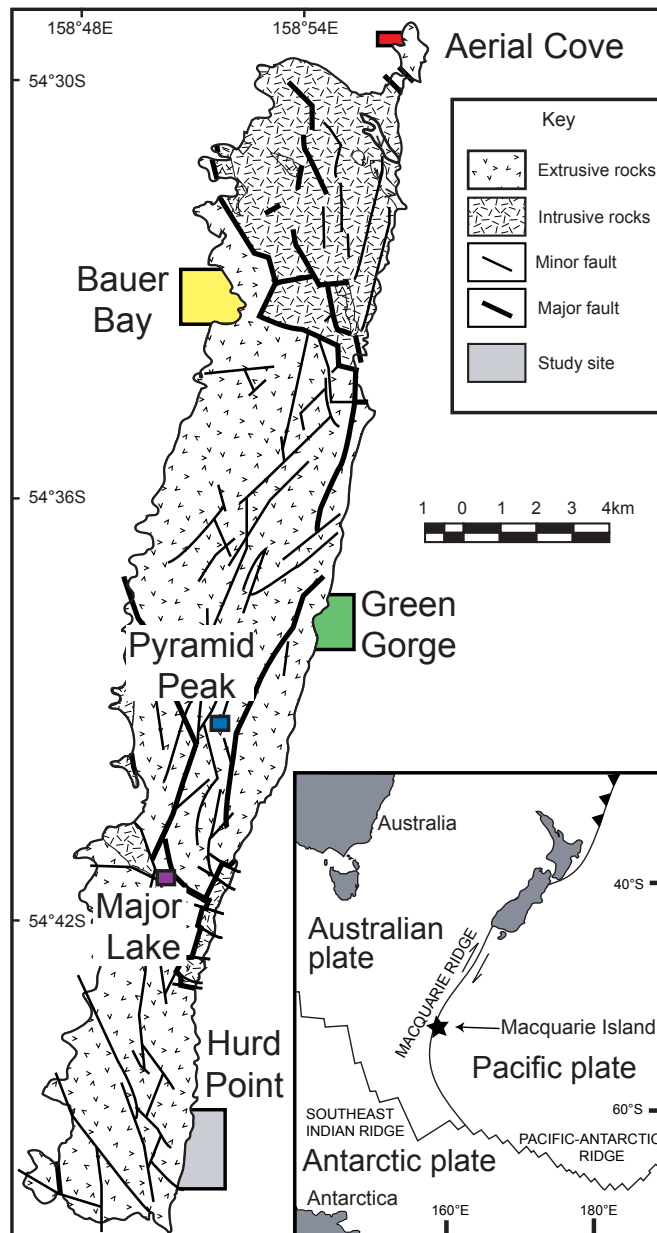 158°48E
158°54E
54°30S
Aerial Cove
Key
Extrusive rocks
Intrusive rocks
Minor fault
Major fault
Study site
Bauer
Bay
54°36S
1 0 1 2 3 4km
Green
Gorge
Pyramid
Peak
54°42S
Major
Lake
Hurd
Point
Australia
40°S
Australian
plate
MACQUARIE RIDGE
Macquarie Island
Pacific plate
60°S
SOUTHEAST
INDIAN RIDGE
PACIFIC-ANTARCTIC
RIDGE
Antarctic plate
Antarctica
160°E
180°E